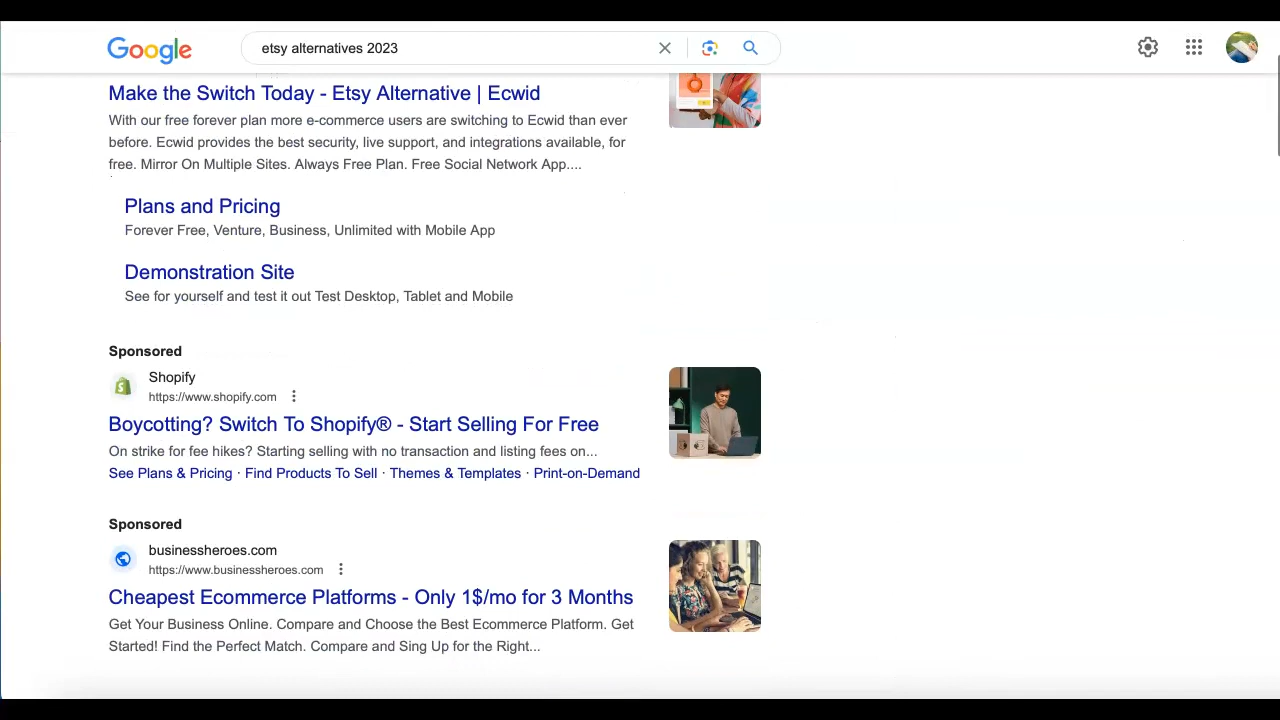 Google
etsy alternatives 2023
Make the Switch Today - Etsy Alternative | Ecwid
With our free forever plan more e-commerce users are switching to Ecwid than ever
before. Ecwid provides the best security, live support, and integrations available, for
free. Mirror On Multiple Sites. Always Free Plan. Free Social Network App....
Plans and Pricing
Forever Free, Venture, Business, Unlimited with Mobile App
Demonstration Site
See for yourself and test it out Test Desktop, Tablet and Mobile
Sponsored
Shopify
https://www.shopify.com
Boycotting? Switch To Shopify® - Start Selling For Free
On strike for fee hikes? Starting selling with no transaction and listing fees on...
See Plans & Pricing · Find Products To Sell · Themes & Templates · Print-on-Demand
Sponsored
businessheroes.com
https://www.businessheroes.com
Cheapest Ecommerce Platforms - Only 1$/mo for 3 Months
Get Your Business Online. Compare and Choose the Best Ecommerce Platform. Get
Started! Find the Perfect Match. Compare and Sing Up for the Right...